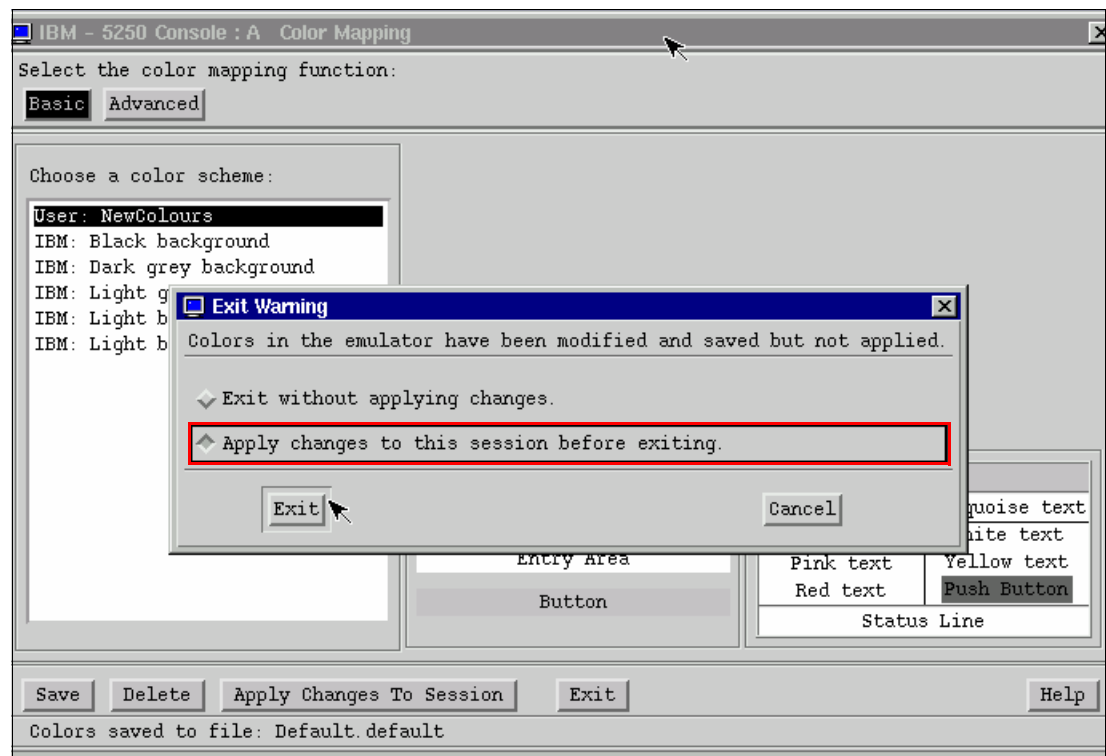 IBM - 5250 Console : A Color Mapping
Select the color mapping function:
Basic Advanced
Choose a color scheme:
User: NewColours
IBM: Black background
IBM: Dark grey background
IBM: Light
IBM: Light
IBM: Light
Exit Warning
Colors in the emulator have been modified and saved but not applied.
Exit without applying changes.
Apply changes to this session before exiting.
Exit Cancel
text
text
Entry Area
Pink text Yellow text
Red text Push Button
Button
Status Line
Save Delete Apply Changes To Session Exit Help
Colors saved to file: Default.default